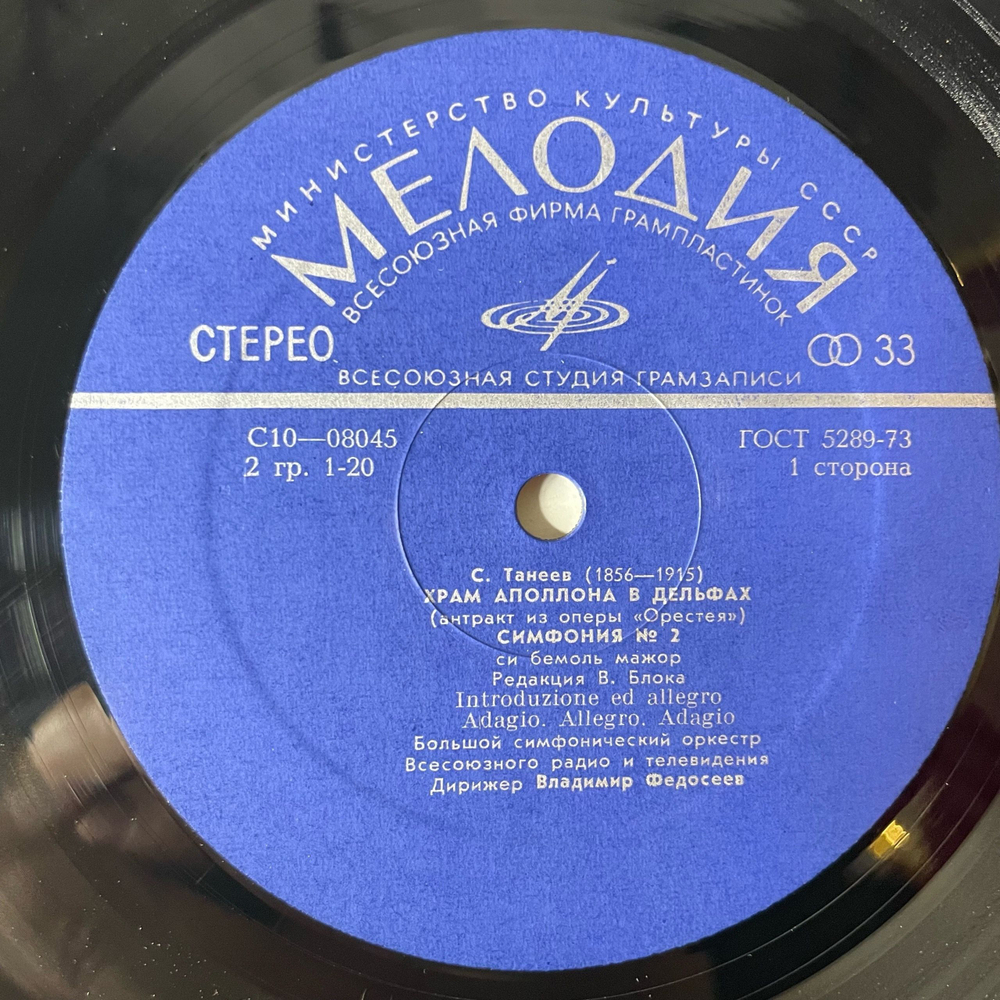 МИНИСТЕРСТВО КУЛЬТУРЫ СССР
МЕЛОДИЯ
ВСЕСОЮЗНАЯ ФИРМА ГРАМПЛАСТИНОК
СТЕРЕО
33
ВСЕСОЮЗНАЯ СТУДИЯ ГРАМЗАПИСИ
С10—08045
ГОСТ 5289-73
2 гр. 1-20
1 сторона
С. Танеев (1856—1915)
ХРАМ АПОЛЛОНА В ДЕЛЬФАХ
(антракт из оперы «Орестея»)
СИМФОНИЯ № 2
си бемоль мажор
Редакция В. Блока
Introduzione ed allegro
Adagio. Allegro. Adagio
Большой симфонический оркестр
Всесоюзного радио и телевидения
Дирижер Владимир Федосеев